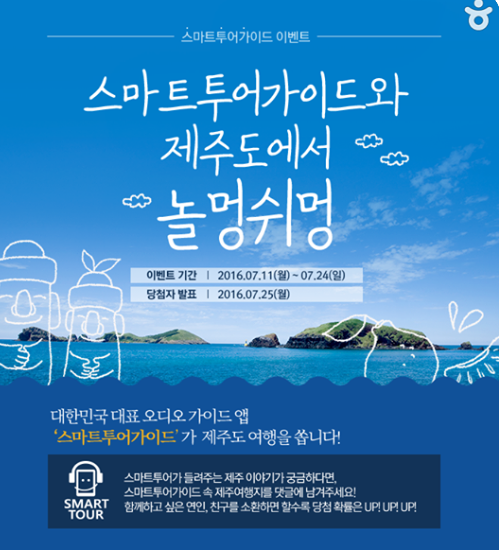 스마트투어가이드 이벤트
스마트투어가이드와
제주도에서
놀멍쉬멍
이벤트 기간 | 2016.07.11(월) ~ 07.24(일)
당첨자 발표 | 2016.07.25(월)
대한민국 대표 오디오 가이드 앱
'스마트투어가이드'가 제주도 여행을 쏩니다!
SMART
TOUR
스마트투어가 들려주는 제주 이야기가 궁금하다면,
스마트투어가이드 속 제주여행지를 댓글에 남겨주세요!
함께하고 싶은 연인, 친구를 소환하면 할수록 당첨 확률은 UP! UP! UP!